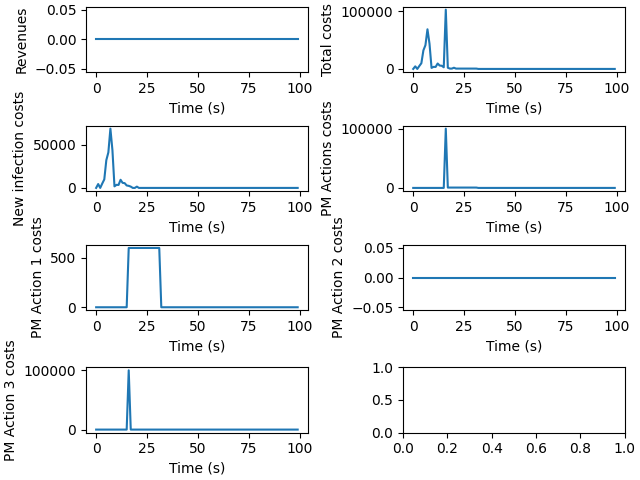 Revenues
0.05
0.00
−0.05
0 25 50 75 100
Time (s)
Total costs
100000
0
0 25 50 75 100
Time (s)
New infection costs
50000
0
0 25 50 75 100
Time (s)
PM Actions costs
100000
0
0 25 50 75 100
Time (s)
PM Action 1 costs
500
0
0 25 50 75 100
Time (s)
PM Action 2 costs
0.05
0.00
−0.05
0 25 50 75 100
Time (s)
PM Action 3 costs
100000
0
0 25 50 75 100
Time (s)
1.0
0.5
0.0
0.0 0.2 0.4 0.6 0.8 1.0